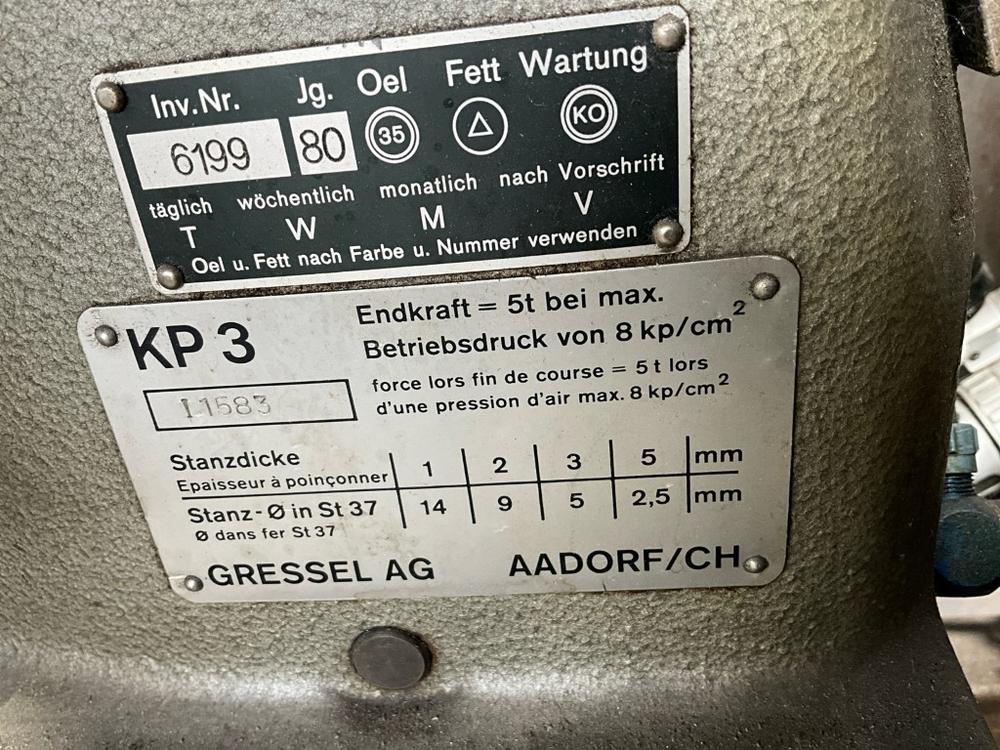 Inv.Nr. Jg. Oel Fett Wartung
6199 80 35 KO
täglich wöchentlich monatlich nach Vorschrift
T W M V
Oel u. Fett nach Farbe u. Nummer verwenden
KP 3
Endkraft = 5t bei max.
Betriebsdruck von 8 kp/cm²
L1583
force lors fin de course = 5 t lors
d'une pression d'air max. 8 kp/cm²
Stanzdicke
Epaisseur à poinçonner 1 2 3 5 mm
Stanz-Ø in St 37 14 9 5 2,5 mm
Ø dans fer St 37
GRESSEL AG AADORF/CH